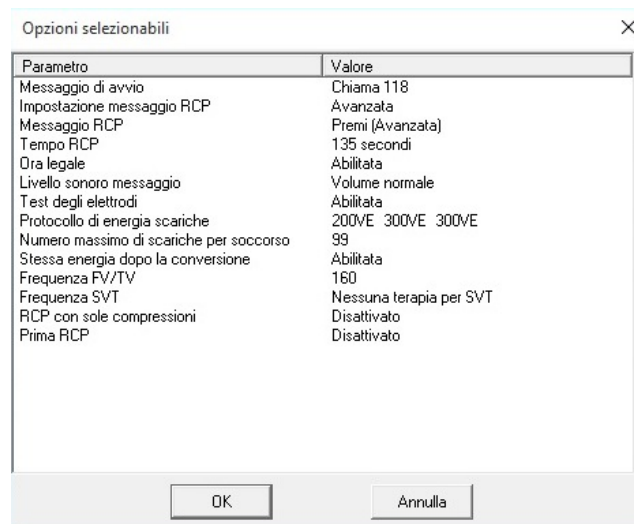 Opzioni selezionabili
Parametro Valore
Messaggio di avvio Chiama 118
Impostazione messaggio RCP Avanzata
Messaggio RCP Premi (Avanzata)
Tempo RCP 135 secondi
Ora legale Abilitata
Livello sonoro messaggio Volume normale
Test degli elettrodi Abilitata
Protocollo di energia scariche 200VE 300VE 300VE
Numero massimo di scariche per soccorso 99
Stessa energia dopo la conversione Abilitata
Frequenza FV/TV 160
Frequenza SVT Nessuna terapia per SVT
RCP con sole compressioni Disattivato
Prima RCP Disattivato
OK Annulla